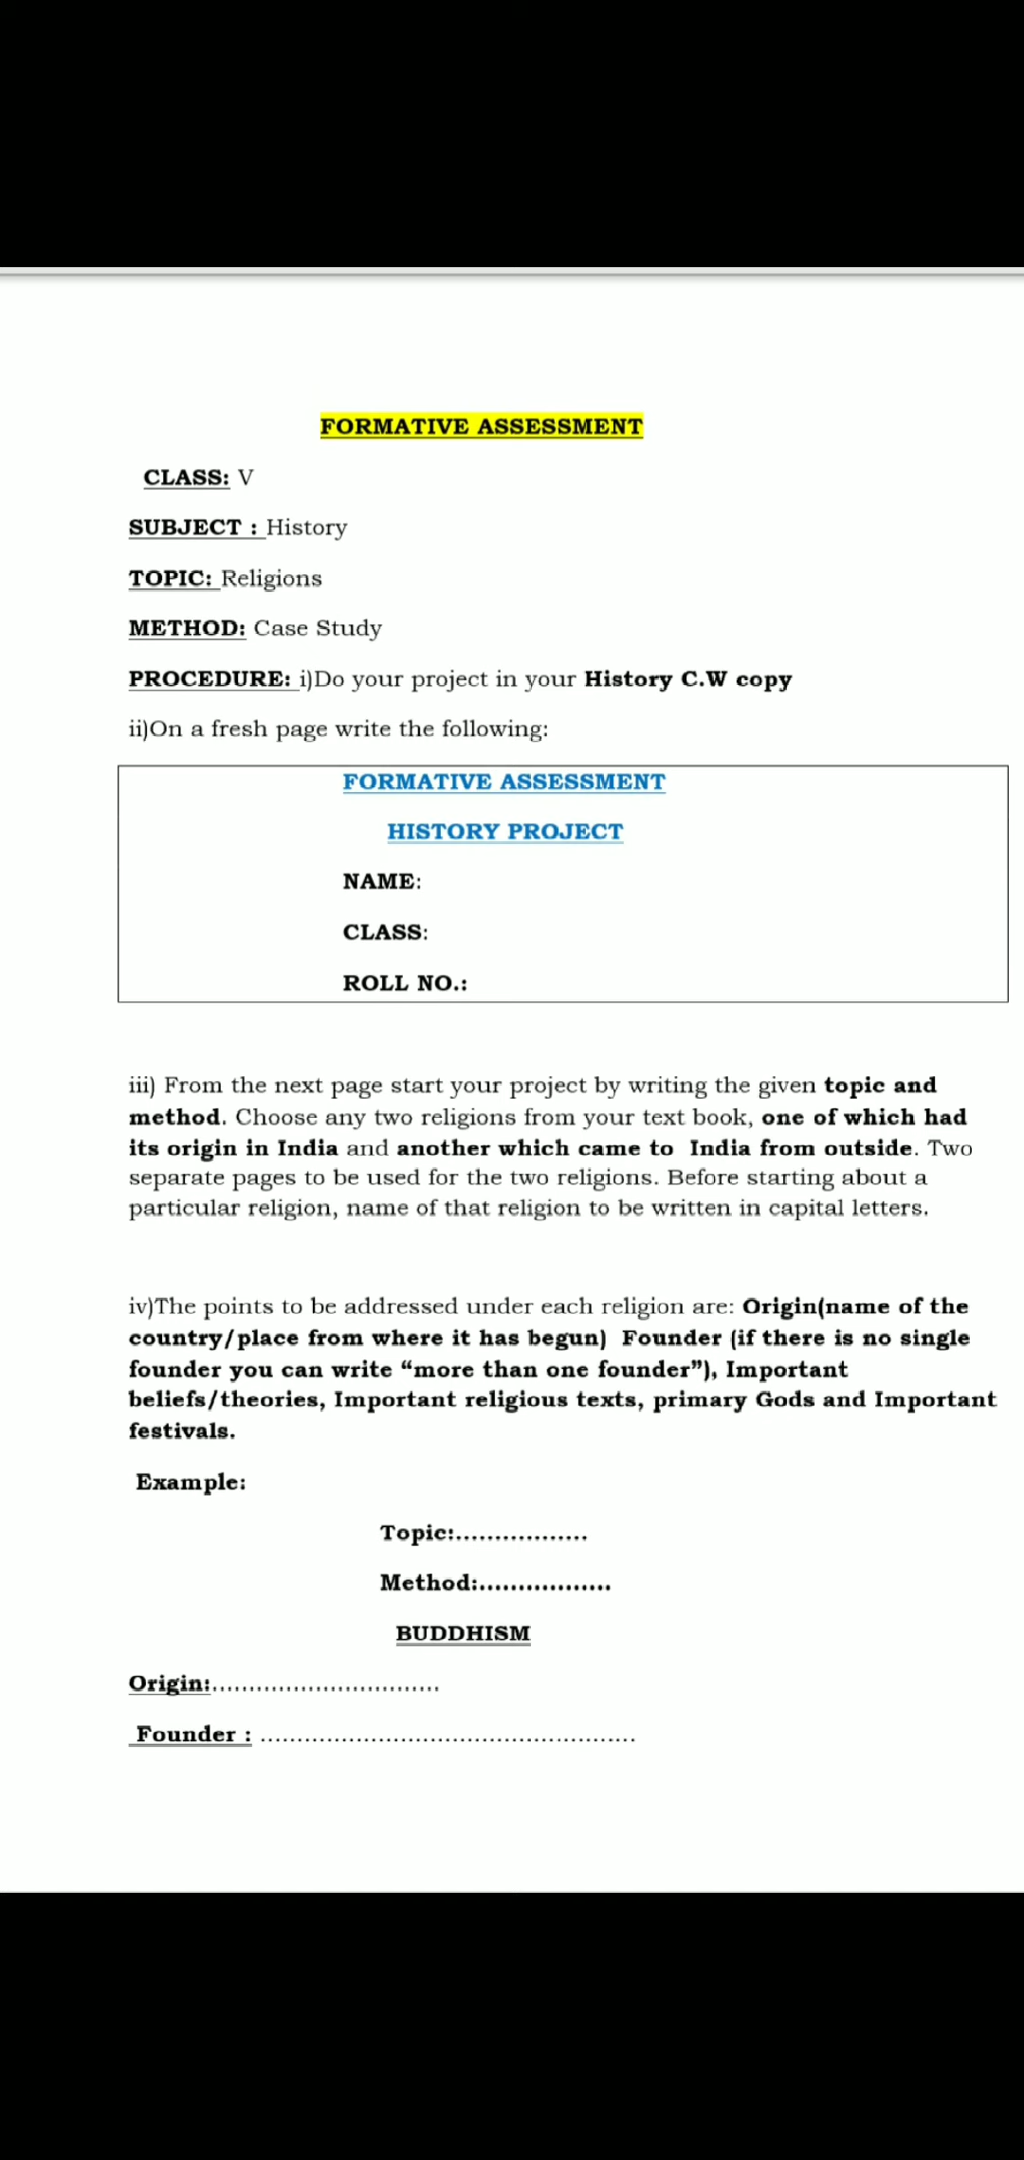 FORMATIVE ASSESSMENT
CLASS: V
SUBJECT : History
TOPIC: Religions
METHOD: Case Study
PROCEDURE: i)Do your project in your History C.W copy
ii)On a fresh page write the following:
FORMATIVE ASSESSMENT
HISTORY PROJECT
NAME:
CLASS:
ROLL NO.:
iii) From the next page start your project by writing the given topic and
method. Choose any two religions from your text book, one of which had
its origin in India and another which came to India from outside. Two
separate pages to be used for the two religions. Before starting about a
particular religion, name of that religion to be written in capital letters.
iv)The points to be addressed under each religion are: Origin(name of the
country/place from where it has begun) Founder (if there is no single
founder you can write “more than one founder”), Important
beliefs/theories, Important religious texts, primary Gods and Important
festivals.
Example:
Topic:.................
Method:.................
BUDDHISM
Origin:...............................
Founder : ...................................................